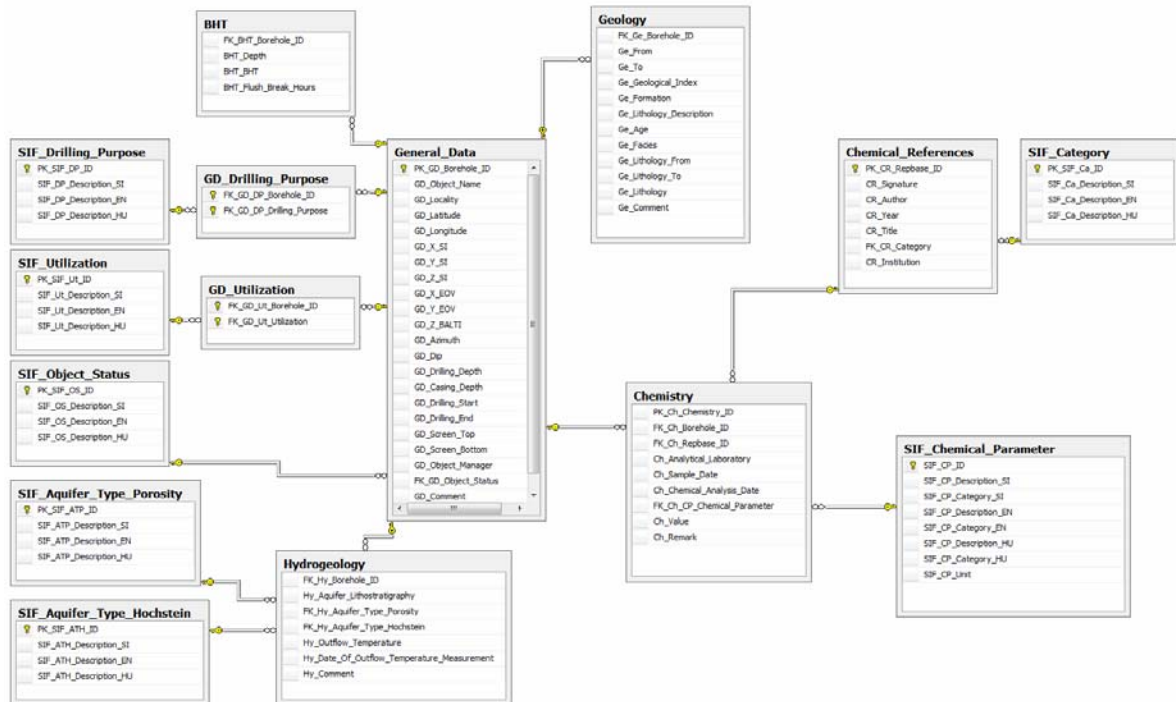 BHT
FK_BHT_Borehole_ID
BHT_Depth
BHT_BHT
BHT_Flush_Break_Hours
Geology
FK_Ge_Borehole_ID
Ge_From
Ge_To
Ge_Geological_Index
Ge_Formation
Ge_Lithology_Description
Ge_Age
Ge_Facies
Ge_Lithology_From
Ge_Lithology_To
Ge_Lithology
Ge_Comment
SIF_Drilling_Purpose
PK_SIF_DP_ID
SIF_DP_Description_SI
SIF_DP_Description_EN
SIF_DP_Description_HU
GD_Drilling_Purpose
FK_GD_DP_Borehole_ID
FK_GD_DP_Drilling_Purpose
General_Data
PK_GD_Borehole_ID
GD_Object_Name
GD_Locality
GD_Latitude
GD_Longitude
GD_X_SI
GD_Y_SI
GD_Z_SI
GD_X_EOV
GD_Y_EOV
GD_Z_BALTI
GD_Azimuth
GD_Dip
GD_Drilling_Depth
GD_Casing_Depth
GD_Drilling_Start
GD_Drilling_End
GD_Screen_Top
GD_Screen_Bottom
GD_Object_Manager
FK_GD_Object_Status
GD_Comment
Chemical_References
PK_CR_Repbase_ID
CR_Signature
CR_Author
CR_Year
CR_Title
FK_CR_Category
CR_Institution
SIF_Category
PK_SIF_Ca_ID
SIF_Ca_Description_SI
SIF_Ca_Description_EN
SIF_Ca_Description_HU
SIF_Utilization
PK_SIF_Ut_ID
SIF_Ut_Description_SI
SIF_Ut_Description_EN
SIF_Ut_Description_HU
GD_Utilization
FK_GD_Ut_Borehole_ID
FK_GD_Ut_Utilization
SIF_Object_Status
PK_SIF_OS_ID
SIF_OS_Description_SI
SIF_OS_Description_EN
SIF_OS_Description_HU
Chemistry
PK_Ch_Chemistry_ID
FK_Ch_Borehole_ID
FK_Ch_Repbase_ID
Ch_Analytical_Laboratory
Ch_Sample_Date
Ch_Chemical_Analysis_Date
FK_Ch_CP_Chemical_Parameter
Ch_Value
Ch_Remark
SIF_Chemical_Parameter
SIF_CP_ID
SIF_CP_Description_SI
SIF_CP_Category_SI
SIF_CP_Description_EN
SIF_CP_Category_EN
SIF_CP_Description_HU
SIF_CP_Category_HU
SIF_CP_Unit
SIF_Aquifer_Type_Porosity
PK_SIF_ATP_ID
SIF_ATP_Description_SI
SIF_ATP_Description_EN
SIF_ATP_Description_HU
Hydrogeology
FK_Hy_Borehole_ID
Hy_Aquifer_Lithostratigraphy
FK_Hy_Aquifer_Type_Porosity
FK_Hy_Aquifer_Type_Hochstein
Hy_Outflow_Temperature
Hy_Date_Of_Outflow_Temperature_Measurement
Hy_Comment
SIF_Aquifer_Type_Hochstein
PK_SIF_ATH_ID
SIF_ATH_Description_SI
SIF_ATH_Description_EN
SIF_ATH_Description_HU